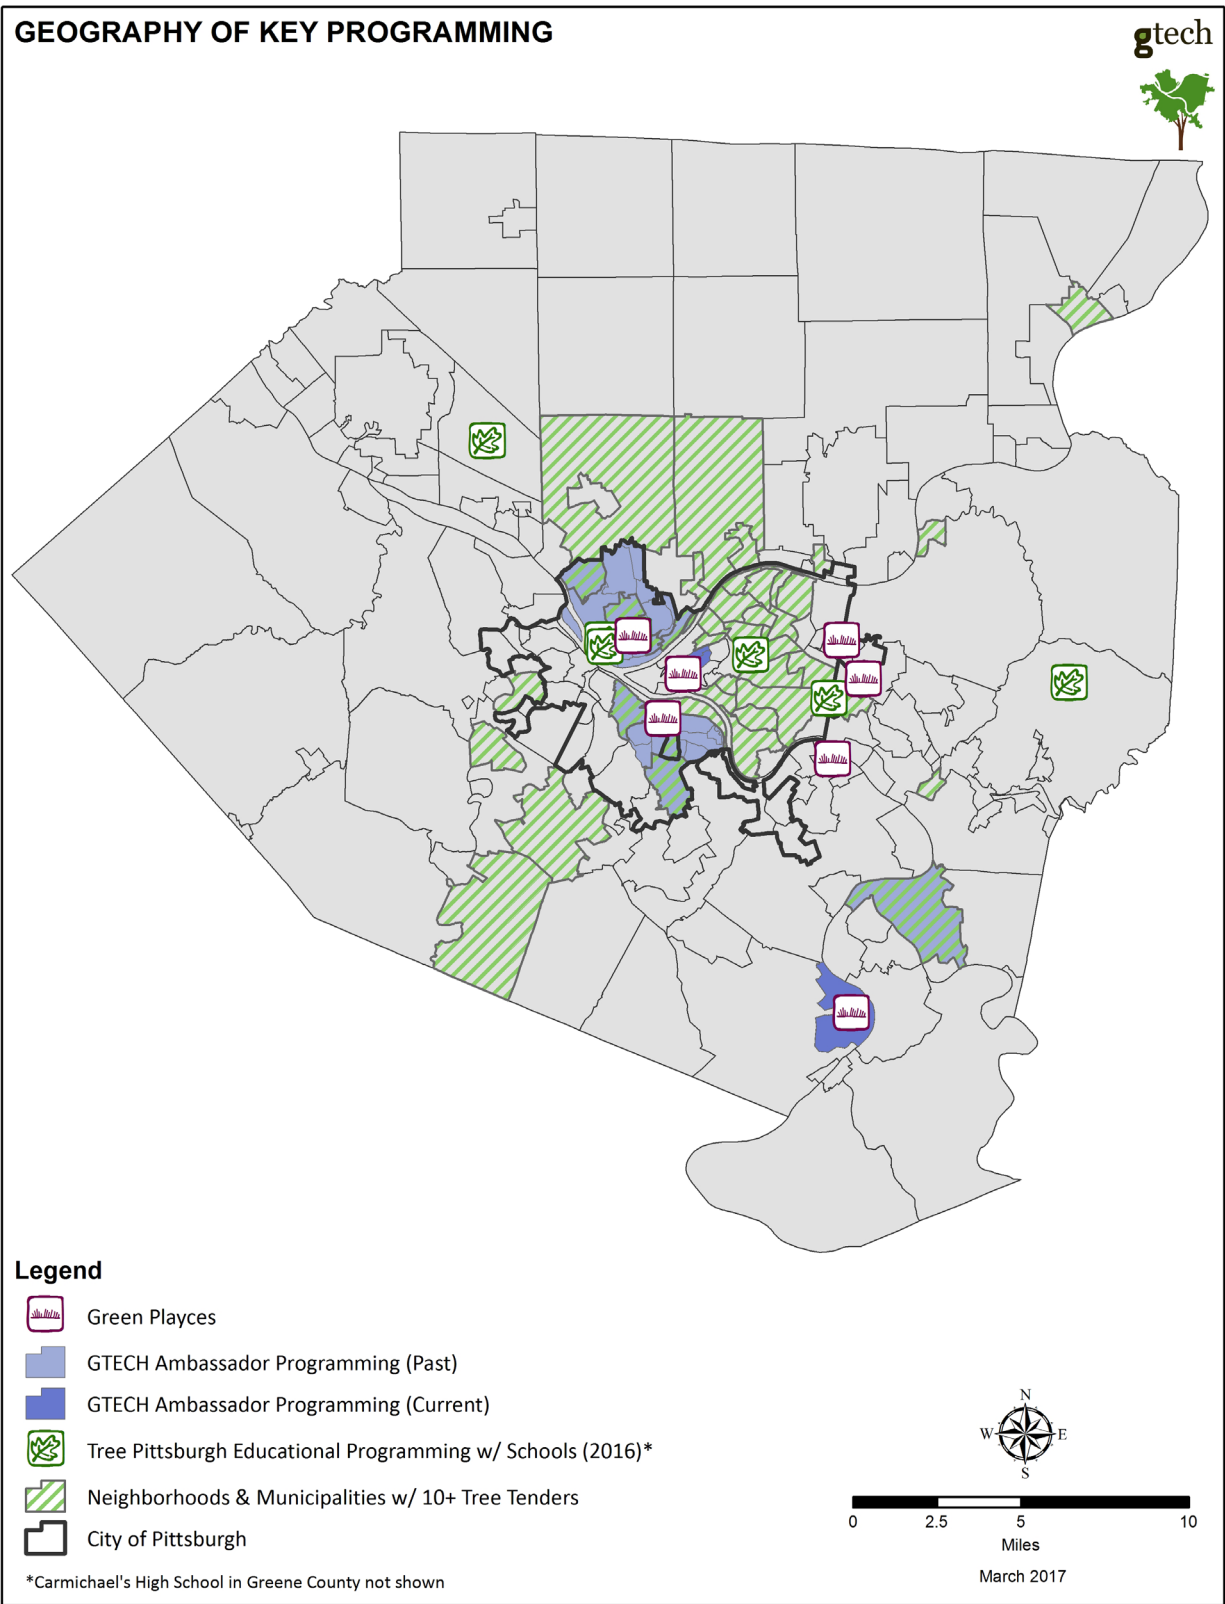 GEOGRAPHY OF KEY PROGRAMMING
gtech
Legend
Green Playces
GTECH Ambassador Programming (Past)
GTECH Ambassador Programming (Current)
Tree Pittsburgh Educational Programming w/ Schools (2016)*
Neighborhoods & Municipalities w/ 10+ Tree Tenders
City of Pittsburgh
*Carmichael's High School in Greene County not shown
N
W E
S
0 2.5 5 10
Miles
March 2017